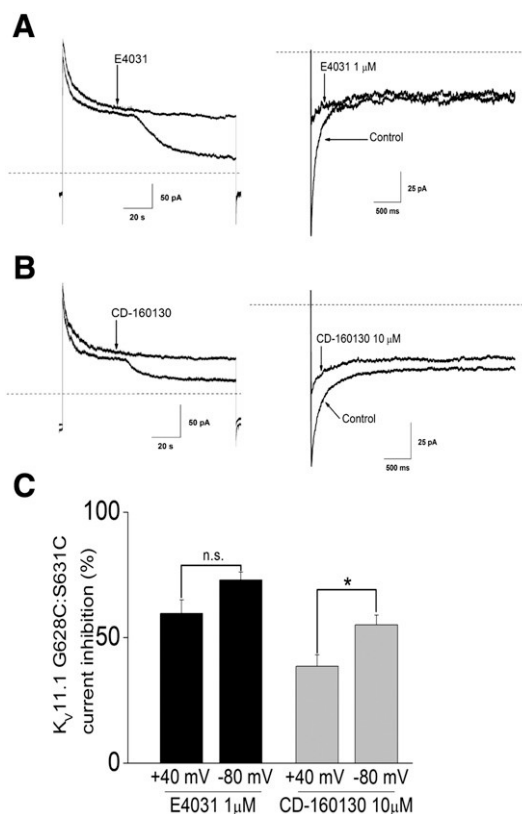 A
E4031
50 pA
20 s
E4031 1 µM
Control
25 pA
500 ms
B
CD-160130
50 pA
20 s
CD-160130 10 µM
Control
25 pA
500 ms
C
KV11.1 G628C:S631C
current inhibition (%)
100
50
0
n.s.
*
+40 mV -80 mV +40 mV -80 mV
E4031 1µM CD-160130 10µM